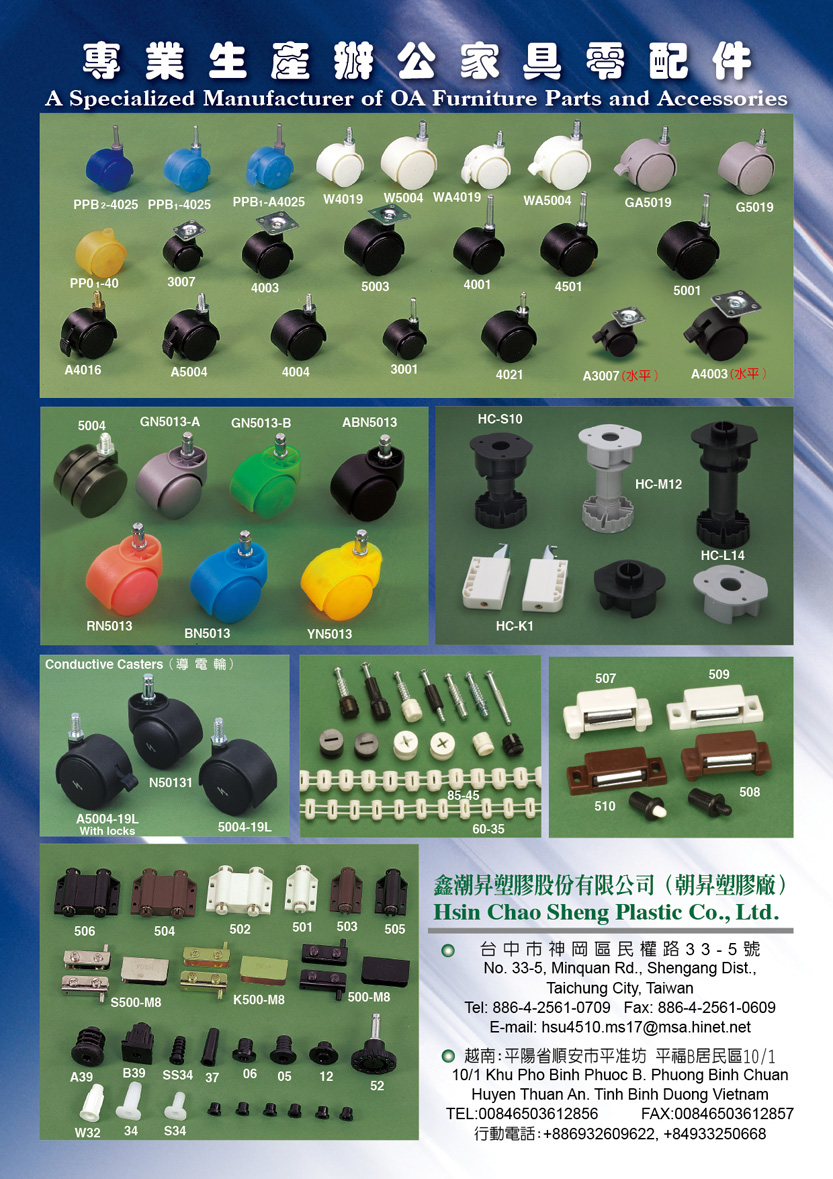 專業生產辦公家具零配件
A Specialized Manufacturer of OA Furniture Parts and Accessories
PPB2-4025 PPB1-4025 PPB1-A4025 W4019 W5004 WA4019 WA5004 GA5019 G5019
PP01-40 3007 4003 5003 4001 4501 5001
A4016 A5004 4004 3001 4021 A3007(水平) A4003(水平)
5004 GN5013-A GN5013-B ABN5013
RN5013 BN5013 YN5013
HC-S10
HC-M12
HC-L14
HC-K1
Conductive Casters (導電輪)
N50131
A5004-19L
With locks
5004-19L
85-45
60-35
507 509
510 508
506 504 502 501 503 505
S500-M8 K500-M8 500-M8
A39 B39 SS34 37 06 05 12 52
W32 34 S34
鑫潮昇塑膠股份有限公司(朝昇塑膠廠)
Hsin Chao Sheng Plastic Co., Ltd.
台中市神岡區民權路33-5號
No. 33-5, Minquan Rd., Shengang Dist.,
Taichung City, Taiwan
Tel: 886-4-2561-0709 Fax: 886-4-2561-0609
E-mail: hsu4510.ms17@msa.hinet.net
越南:平陽省順安市平准坊 平福B居民區10/1
10/1 Khu Pho Binh Phuoc B. Phuong Binh Chuan
Huyen Thuan An. Tinh Binh Duong Vietnam
TEL:00846503612856 FAX:00846503612857
行動電話:+886932609622, +84933250668